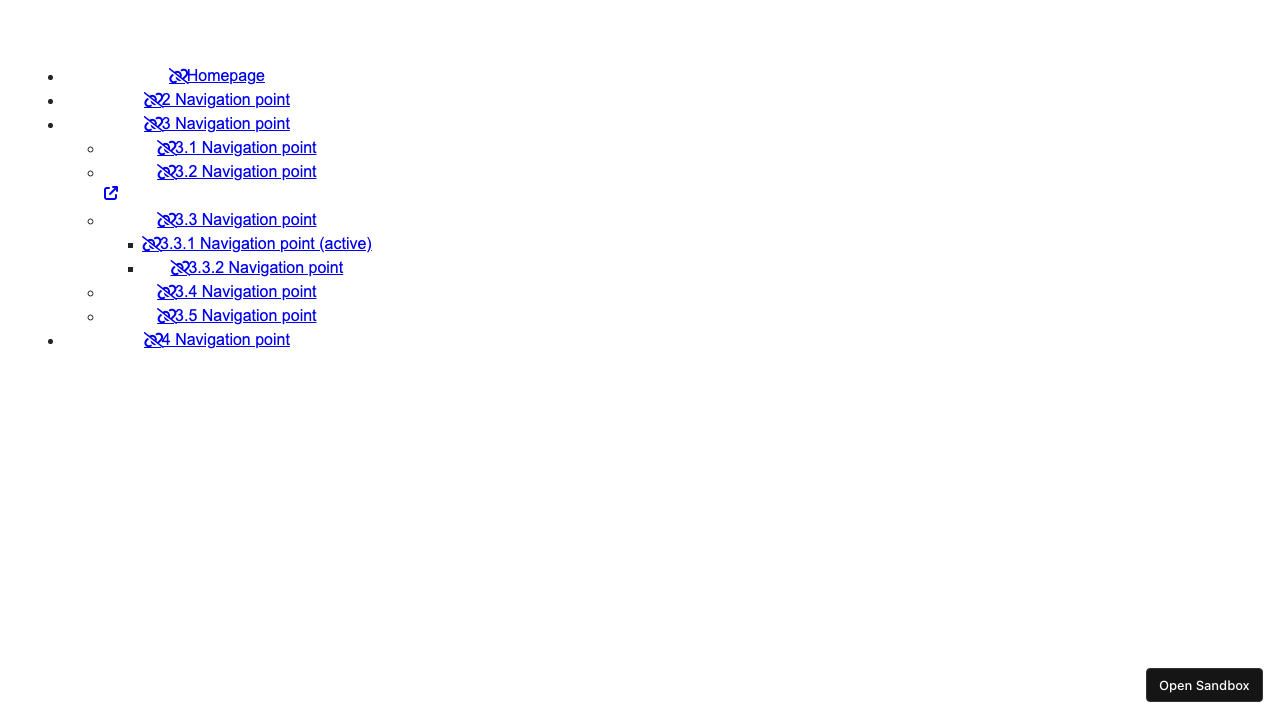 Homepage
2 Navigation point
3 Navigation point
3.1 Navigation point
3.2 Navigation point
3.3 Navigation point
3.3.1 Navigation point (active)
3.3.2 Navigation point
3.4 Navigation point
3.5 Navigation point
4 Navigation point
Open Sandbox